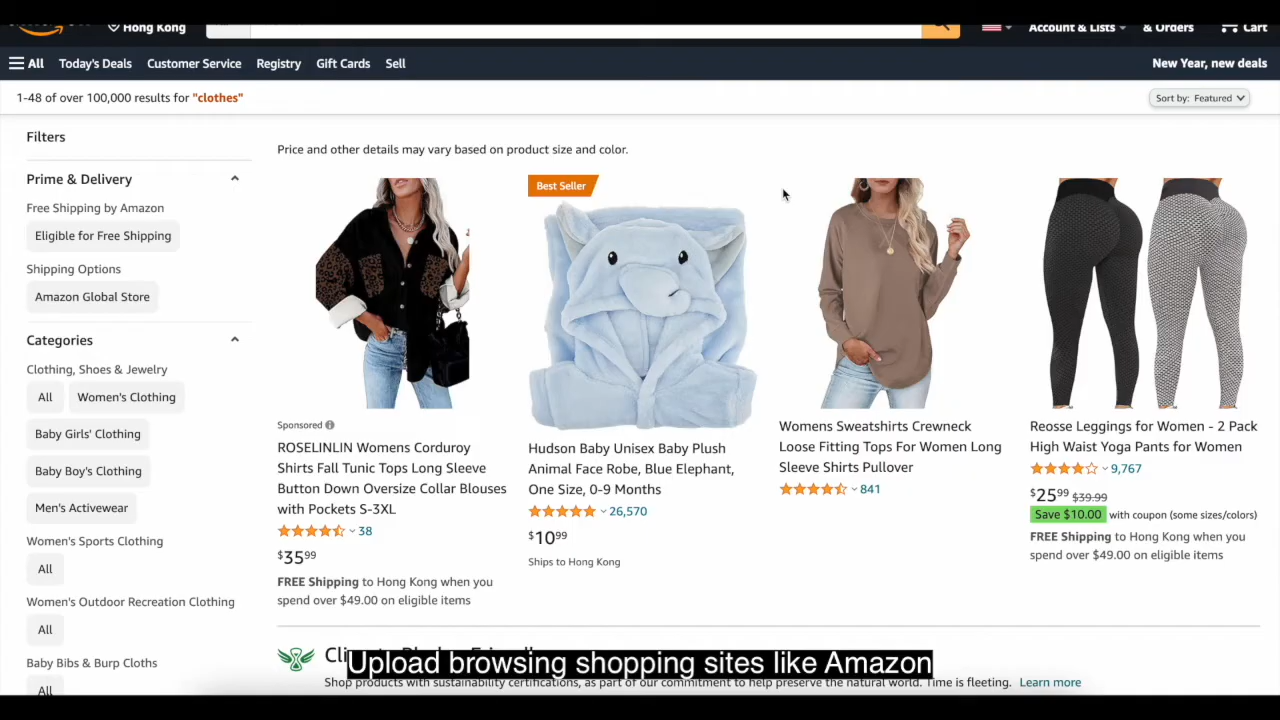 Hong Kong
Account & Lists
& Orders
Cart
All
Today's Deals
Customer Service
Registry
Gift Cards
Sell
New Year, new deals
1-48 of over 100,000 results for "clothes"
Sort by: Featured
Filters
Prime & Delivery
Free Shipping by Amazon
Eligible for Free Shipping
Shipping Options
Amazon Global Store
Categories
Clothing, Shoes & Jewelry
All
Women's Clothing
Baby Girls' Clothing
Baby Boy's Clothing
Men's Activewear
Women's Sports Clothing
All
Women's Outdoor Recreation Clothing
All
Baby Bibs & Burp Cloths
All
Price and other details may vary based on product size and color.
Sponsored
ROSELINLIN Womens Corduroy
Shirts Fall Tunic Tops Long Sleeve
Button Down Oversize Collar Blouses
with Pockets S-3XL
38
$3599
FREE Shipping to Hong Kong when you
spend over $49.00 on eligible items
Best Seller
Hudson Baby Unisex Baby Plush
Animal Face Robe, Blue Elephant,
One Size, 0-9 Months
26,570
$1099
Ships to Hong Kong
Womens Sweatshirts Crewneck
Loose Fitting Tops For Women Long
Sleeve Shirts Pullover
841
Reosse Leggings for Women - 2 Pack
High Waist Yoga Pants for Women
9,767
$2599 $39.99
Save $10.00 with coupon (some sizes/colors)
FREE Shipping to Hong Kong when you
spend over $49.00 on eligible items
Upload browsing shopping sites like Amazon
Shop products with sustainability certifications, as part of our commitment to help preserve the natural world. Time is fleeting. Learn more